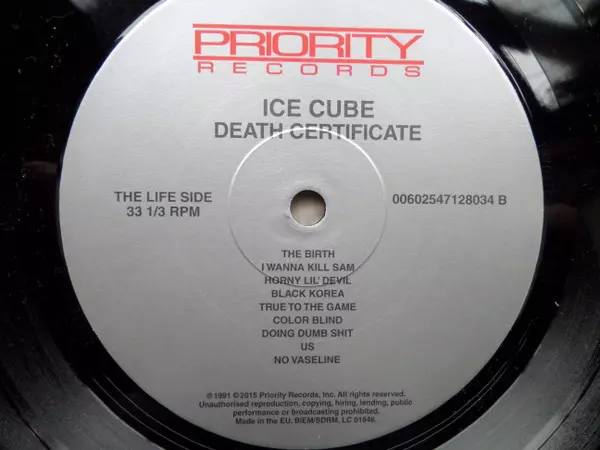 PRIORITY
RECORDS
ICE CUBE
DEATH CERTIFICATE
THE LIFE SIDE
33 1/3 RPM
00602547128034 B
THE BIRTH
I WANNA KILL SAM
HORNY LIL' DEVIL
BLACK KOREA
TRUE TO THE GAME
COLOR BLIND
DOING DUMB SHIT
US
NO VASELINE
℗ 1991 © 2015 Priority Records, Inc. All rights reserved.
Unauthorised reproduction, copying, hiring, lending, public
performance or broadcasting prohibited.
Made in the EU. BIEM/SDRM. LC 01846.